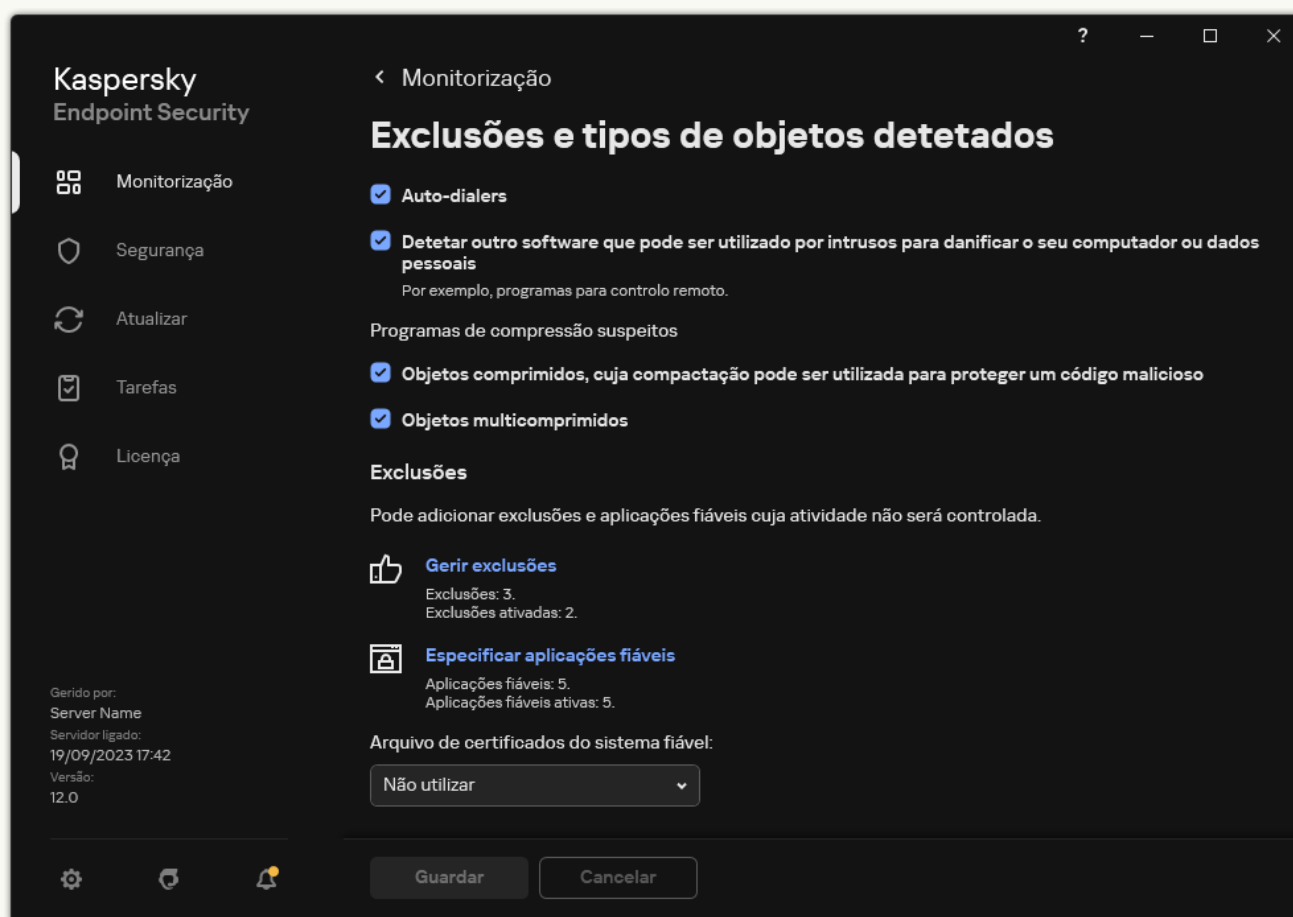 ?
Kaspersky
Endpoint Security
Monitorização
Segurança
Atualizar
Tarefas
Licença
Gerido por:
Server Name
Servidor ligado:
19/09/2023 17:42
Versão:
12.0
Monitorização
Exclusões e tipos de objetos detetados
Auto-dialers
Detetar outro software que pode ser utilizado por intrusos para danificar o seu computador ou dados
pessoais
Por exemplo, programas para controlo remoto.
Programas de compressão suspeitos
Objetos comprimidos, cuja compactação pode ser utilizada para proteger um código malicioso
Objetos multicomprimidos
Exclusões
Pode adicionar exclusões e aplicações fiáveis cuja atividade não será controlada.
Gerir exclusões
Exclusões: 3.
Exclusões ativadas: 2.
Especificar aplicações fiáveis
Aplicações fiáveis: 5.
Aplicações fiáveis ativas: 5.
Arquivo de certificados do sistema fiável:
Não utilizar
Guardar
Cancelar